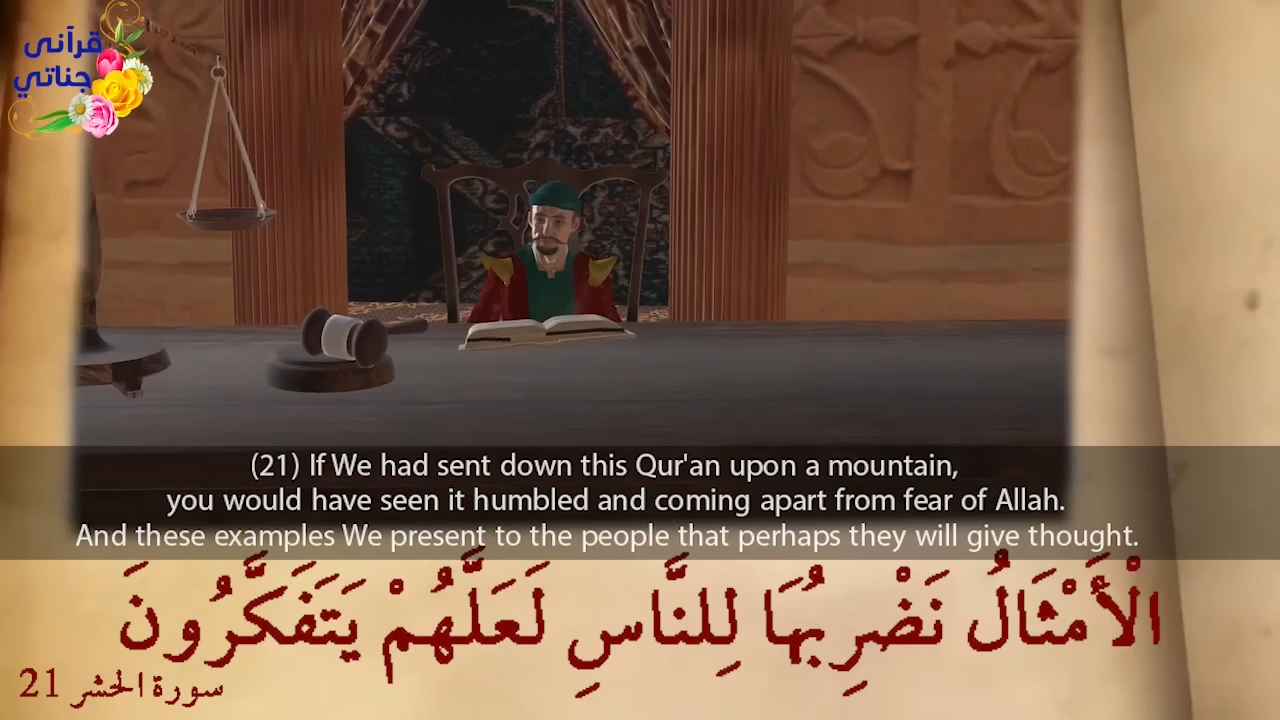 قرآنى
جناتي
(21) If We had sent down this Qur'an upon a mountain,
you would have seen it humbled and coming apart from fear of Allah.
And these examples We present to the people that perhaps they will give thought.
الْأَمْثَالُ نَضْرِبُهَا لِلنَّاسِ لَعَلَّهُمْ يَتَفَكَّرُونَ
سورة الحشر 21